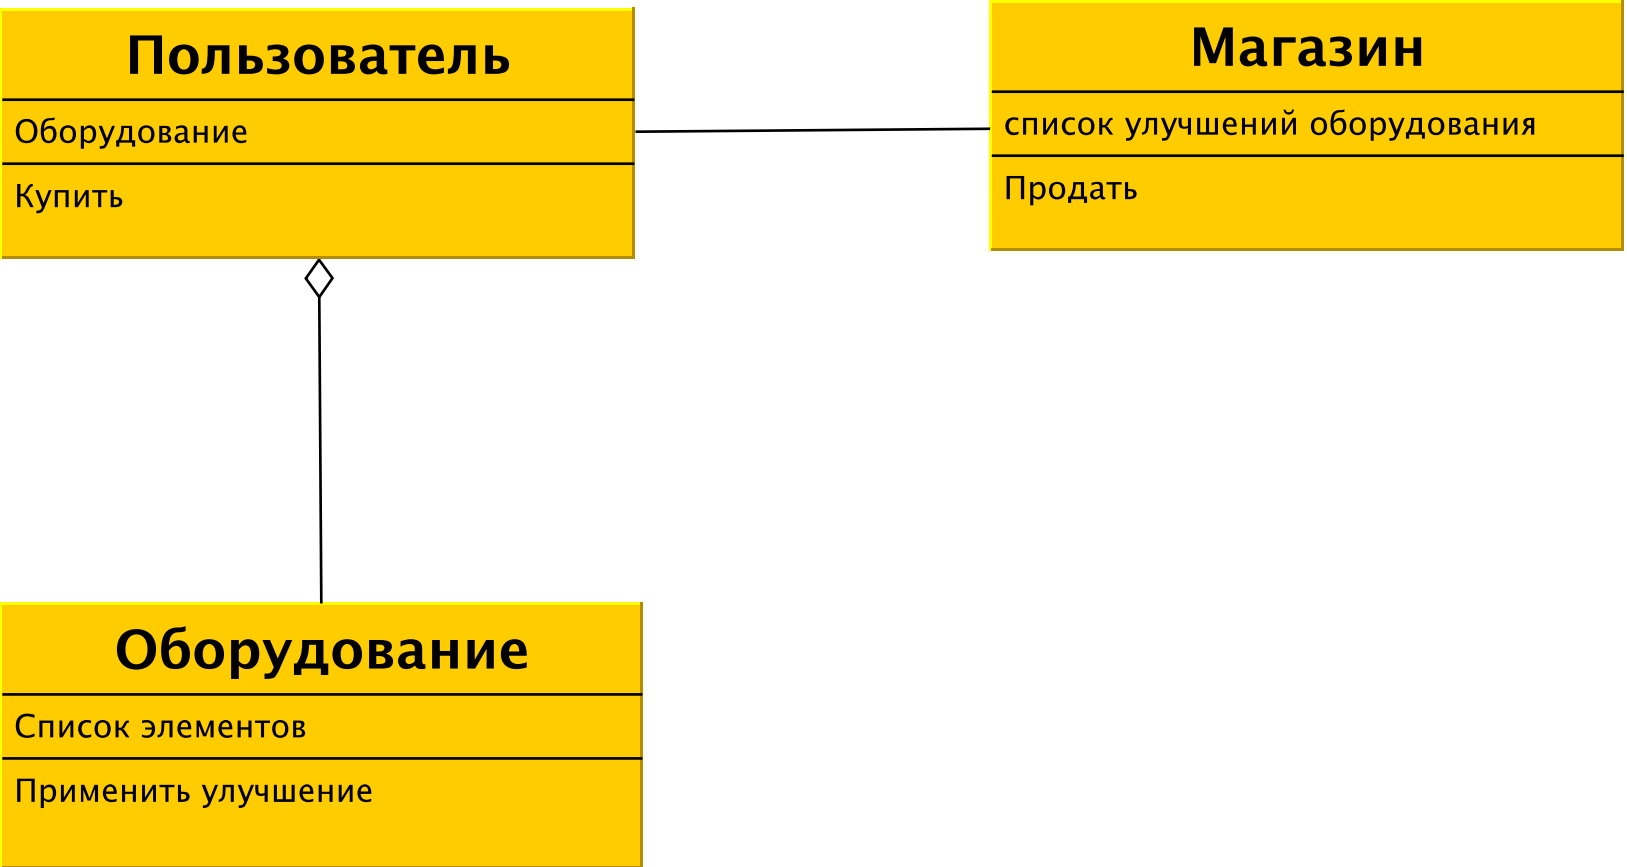 Пользователь
Оборудование
Купить
Магазин
список улучшений оборудования
Продать
Оборудование
Список элементов
Применить улучшение